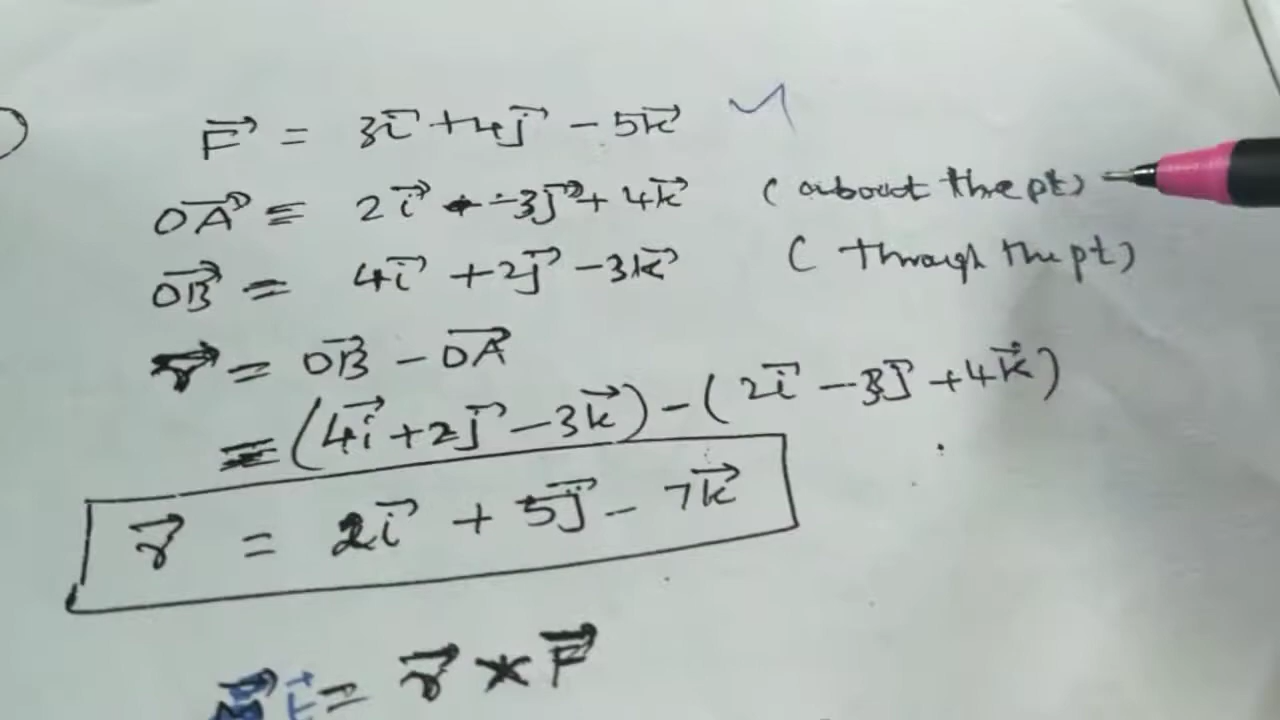 F⃗ = 3i⃗ + 4j⃗ - 5k⃗
OA⃗ = 2i⃗ - 3j⃗ + 4k⃗ (about the pt)
OB⃗ = 4i⃗ + 2j⃗ - 3k⃗ (through the pt)
r⃗ = OB⃗ - OA⃗
= (4i⃗ + 2j⃗ - 3k⃗) - (2i⃗ - 3j⃗ + 4k⃗)
r⃗ = 2i⃗ + 5j⃗ - 7k⃗
= r⃗ * F⃗